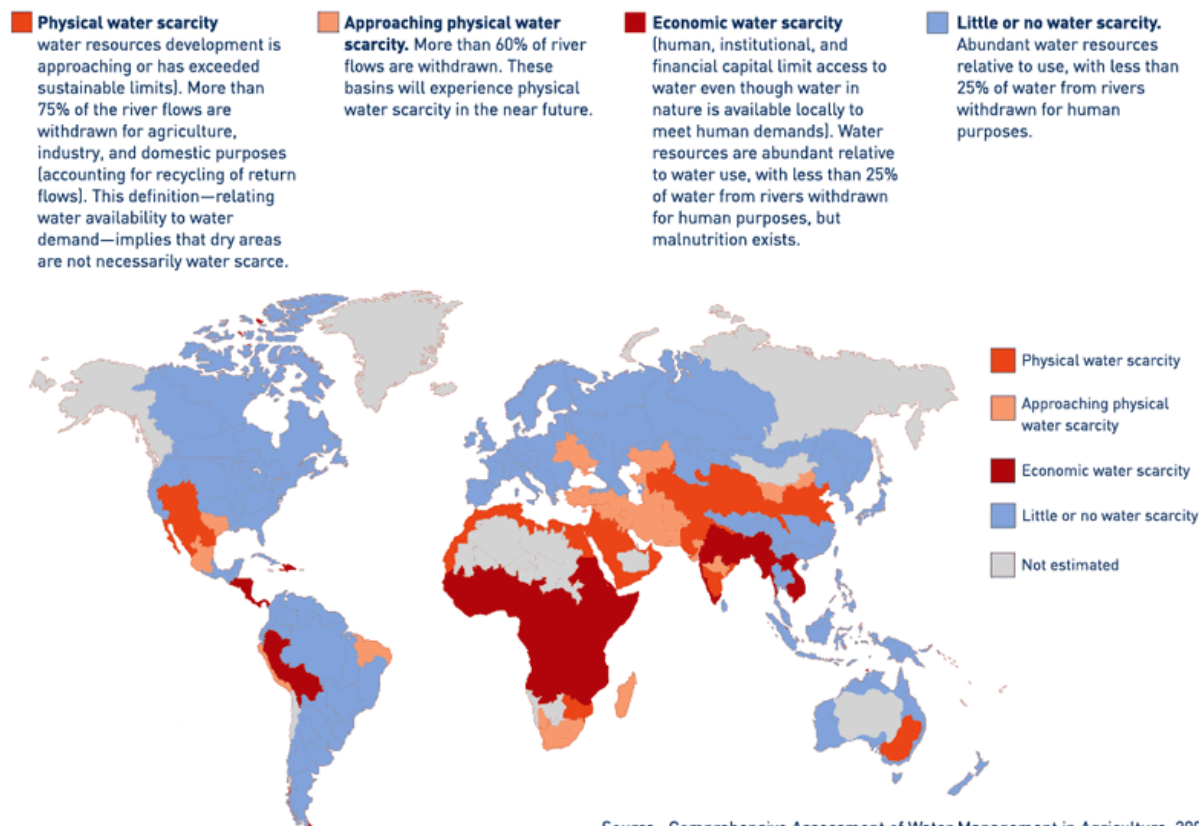 Physical water scarcity
water resources development is
approaching or has exceeded
sustainable limits). More than
75% of the river flows are
withdrawn for agriculture,
industry, and domestic purposes
(accounting for recycling of return
flows). This definition—relating
water availability to water
demand—implies that dry areas
are not necessarily water scarce.
Approaching physical water
scarcity. More than 60% of river
flows are withdrawn. These
basins will experience physical
water scarcity in the near future.
Economic water scarcity
(human, institutional, and
financial capital limit access to
water even though water in
nature is available locally to
meet human demands). Water
resources are abundant relative
to water use, with less than 25%
of water from rivers withdrawn
for human purposes, but
malnutrition exists.
Little or no water scarcity.
Abundant water resources
relative to use, with less than
25% of water from rivers
withdrawn for human
purposes.
Physical water scarcity
Approaching physical
water scarcity
Economic water scarcity
Little or no water scarcity
Not estimated
Source: Comprehensive Assessment of Water Management in Agriculture,